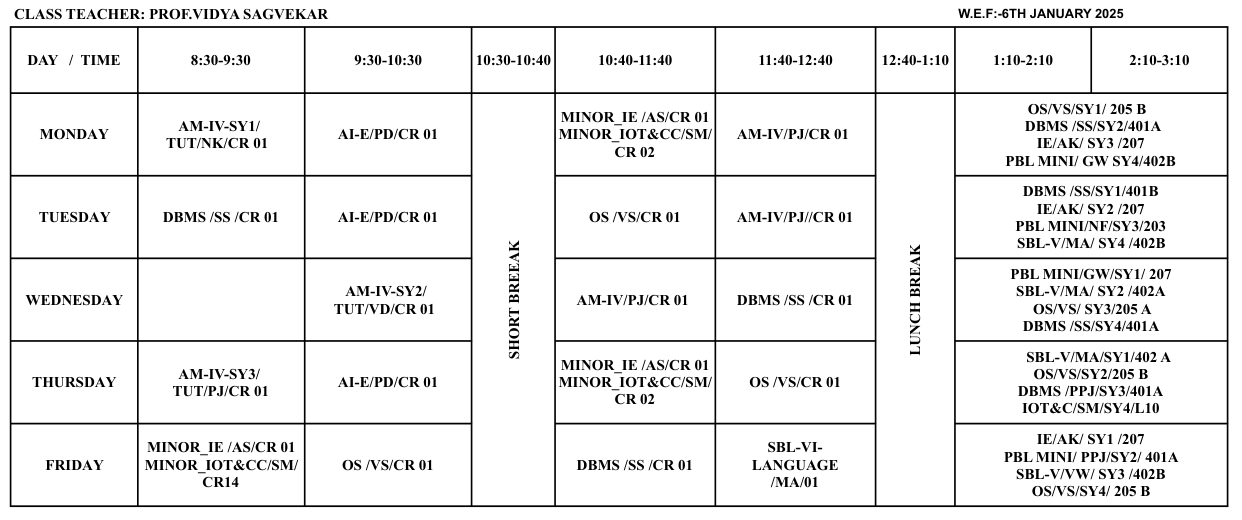 CLASS TEACHER: PROF.VIDYA SAGVEKAR
W.E.F:-6TH JANUARY 2025
DAY / TIME
8:30-9:30
9:30-10:30
10:30-10:40
10:40-11:40
11:40-12:40
12:40-1:10
1:10-2:10
2:10-3:10
MONDAY
AM-IV-SY1/
TUT/NK/CR 01
AI-E/PD/CR 01
MINOR_IE /AS/CR 01
MINOR_IOT&CC/SM/
CR 02
AM-IV/PJ/CR 01
OS/VS/SY1/ 205 B
DBMS /SS/SY2/401A
IE/AK/ SY3 /207
PBL MINI/ GW SY4/402B
TUESDAY
DBMS /SS /CR 01
AI-E/PD/CR 01
OS /VS/CR 01
AM-IV/PJ//CR 01
DBMS /SS/SY1/401B
IE/AK/ SY2 /207
PBL MINI/NF/SY3/203
SBL-V/MA/ SY4 /402B
SHORT BREEAK
LUNCH BREAK
WEDNESDAY
AM-IV-SY2/
TUT/VD/CR 01
AM-IV/PJ/CR 01
DBMS /SS /CR 01
PBL MINI/GW/SY1/ 207
SBL-V/MA/ SY2 /402A
OS/VS/ SY3/205 A
DBMS /SS/SY4/401A
THURSDAY
AM-IV-SY3/
TUT/PJ/CR 01
AI-E/PD/CR 01
MINOR_IE /AS/CR 01
MINOR_IOT&CC/SM/
CR 02
OS /VS/CR 01
SBL-V/MA/SY1/402 A
OS/VS/SY2/205 B
DBMS /PPJ/SY3/401A
IOT&C/SM/SY4/L10
FRIDAY
MINOR_IE /AS/CR 01
MINOR_IOT&CC/SM/
CR14
OS /VS/CR 01
DBMS /SS /CR 01
SBL-VI-
LANGUAGE
/MA/01
IE/AK/ SY1 /207
PBL MINI/ PPJ/SY2/ 401A
SBL-V/VW/ SY3 /402B
OS/VS/SY4/ 205 B